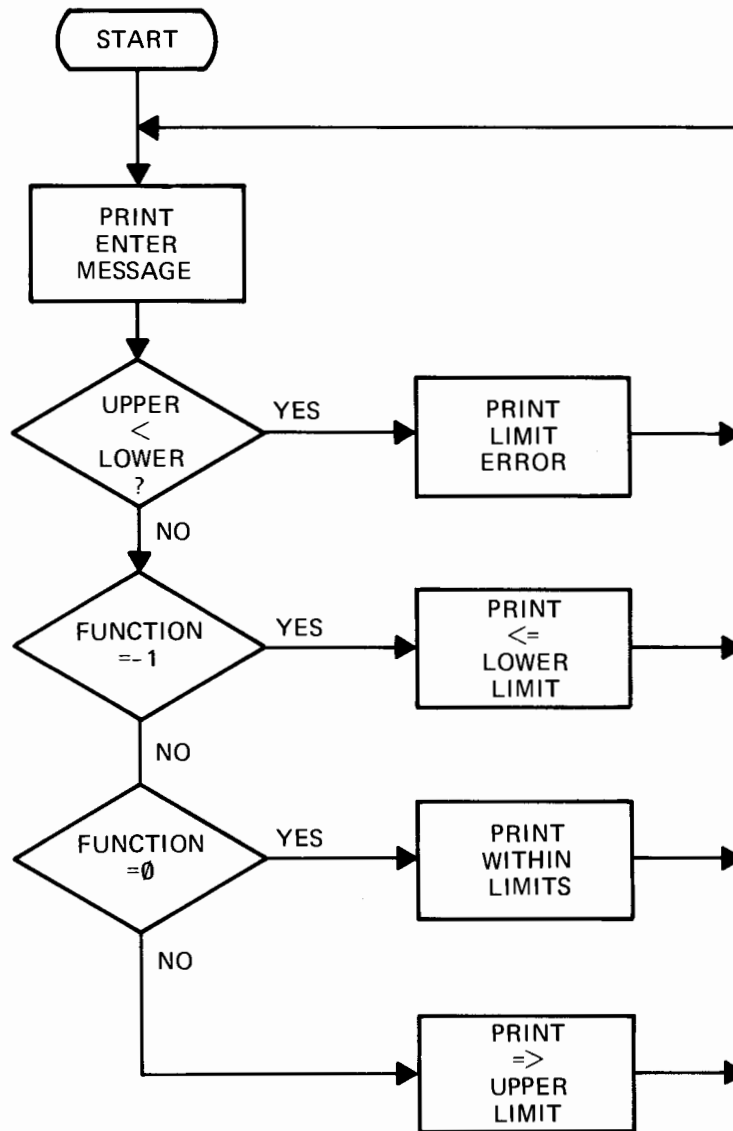 START
PRINT
ENTER
MESSAGE
UPPER
<
LOWER
?
YES
PRINT
LIMIT
ERROR
NO
FUNCTION
=-1
YES
PRINT
<=
LOWER
LIMIT
NO
FUNCTION
=Ø
YES
PRINT
WITHIN
LIMITS
NO
PRINT
=>
UPPER
LIMIT